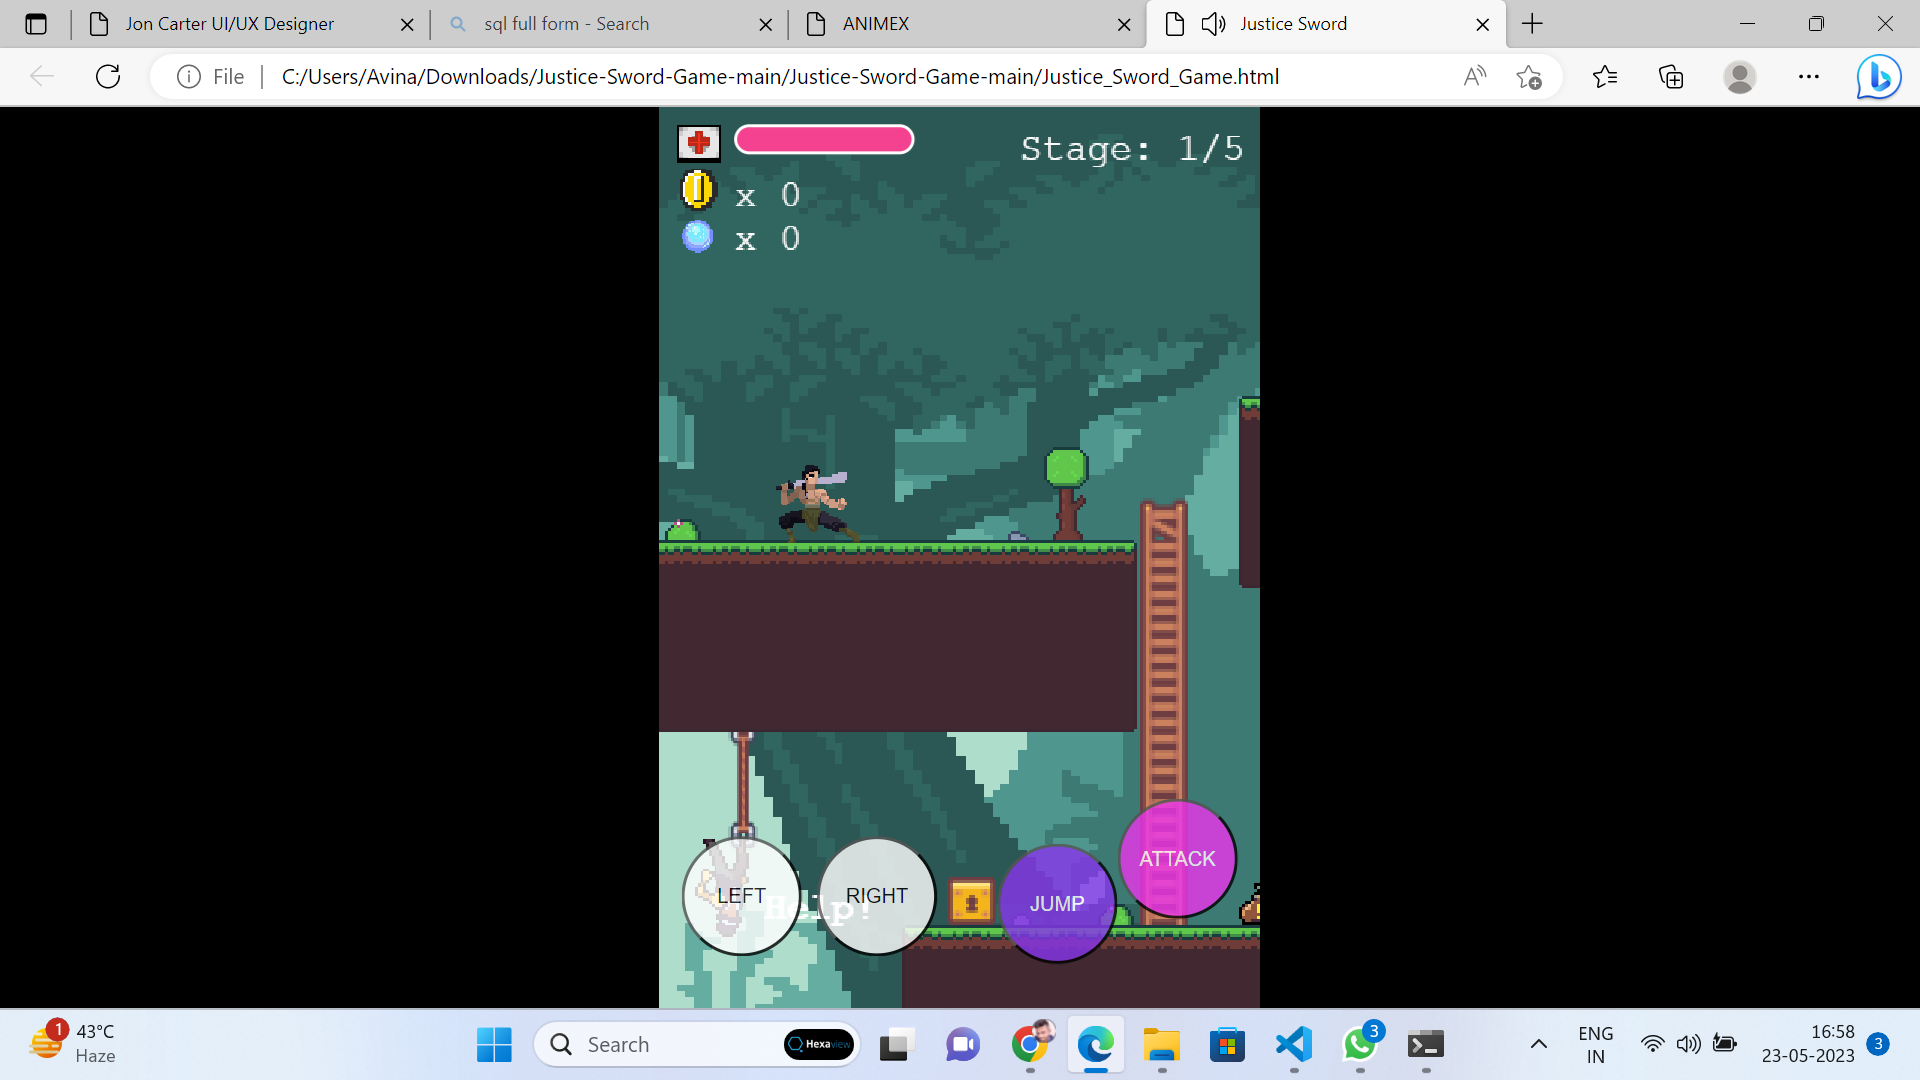 Jon Carter UI/UX Designer
sql full form - Search
ANIMEX
Justice Sword
File
C:/Users/Avina/Downloads/Justice-Sword-Game-main/Justice-Sword-Game-main/Justice_Sword_Game.html
Stage: 1/5
x 0
x 0
ATTACK
LEFT
RIGHT
JUMP
Help!
1
43°C
Haze
Search
Hexaview
3
ENG
IN
16:58
23-05-2023
3